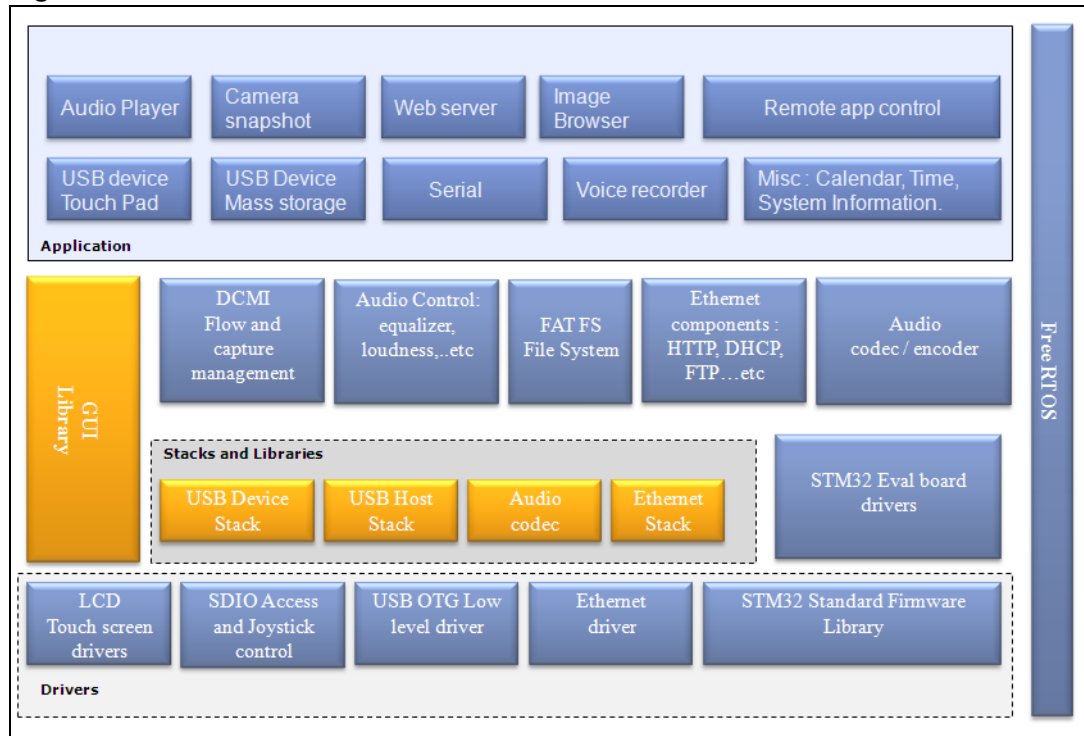 Audio Player
Camera
snapshot
Web server
Image
Browser
Remote app control
USB device
Touch Pad
USB Device
Mass storage
Serial
Voice recorder
Misc : Calendar, Time,
System Information.
Application
GUI
Library
DCMI
Flow and
capture
management
Audio Control:
equalizer,
loudness,..etc
FAT FS
File System
Ethernet
components :
HTTP, DHCP,
FTP…etc
Audio
codec / encoder
Free RTOS
Stacks and Libraries
USB Device
Stack
USB Host
Stack
Audio
codec
Ethernet
Stack
STM32 Eval board
drivers
LCD
Touch screen
drivers
SDIO Access
and Joystick
control
USB OTG Low
level driver
Ethernet
driver
STM32 Standard Firmware
Library
Drivers